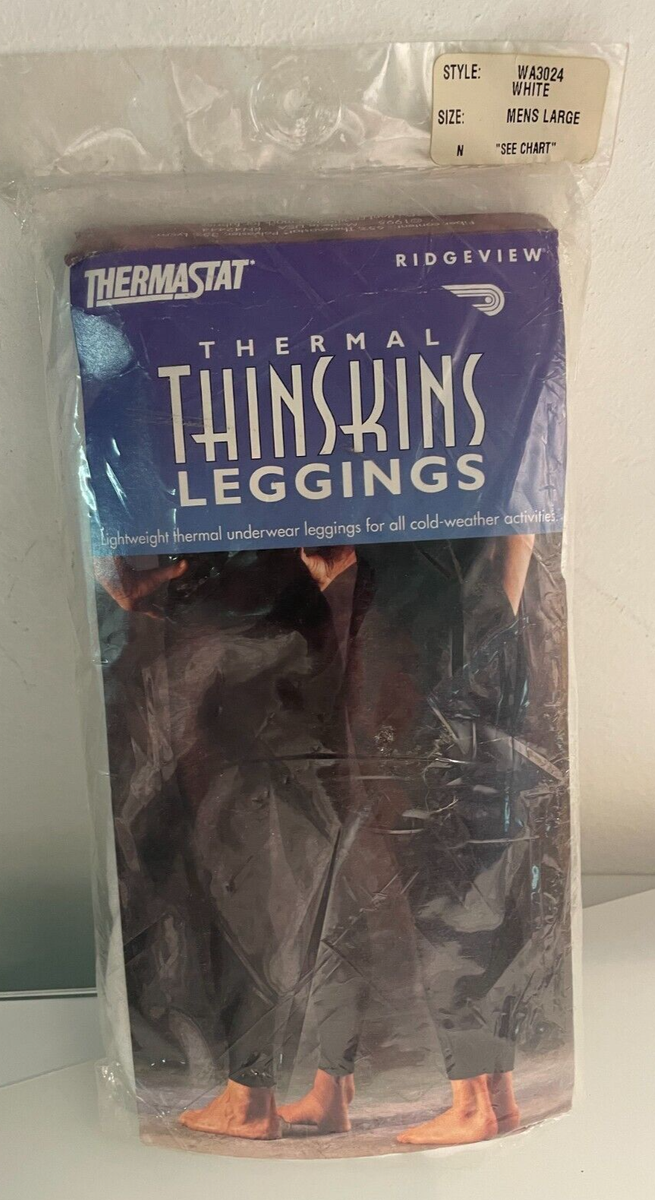 STYLE: WA3024
WHITE
SIZE: MENS LARGE
N "SEE CHART"
THERMASTAT®
RIDGEVIEW
THERMAL
THINSKINS
LEGGINGS
Lightweight thermal underwear leggings for all cold-weather activities.